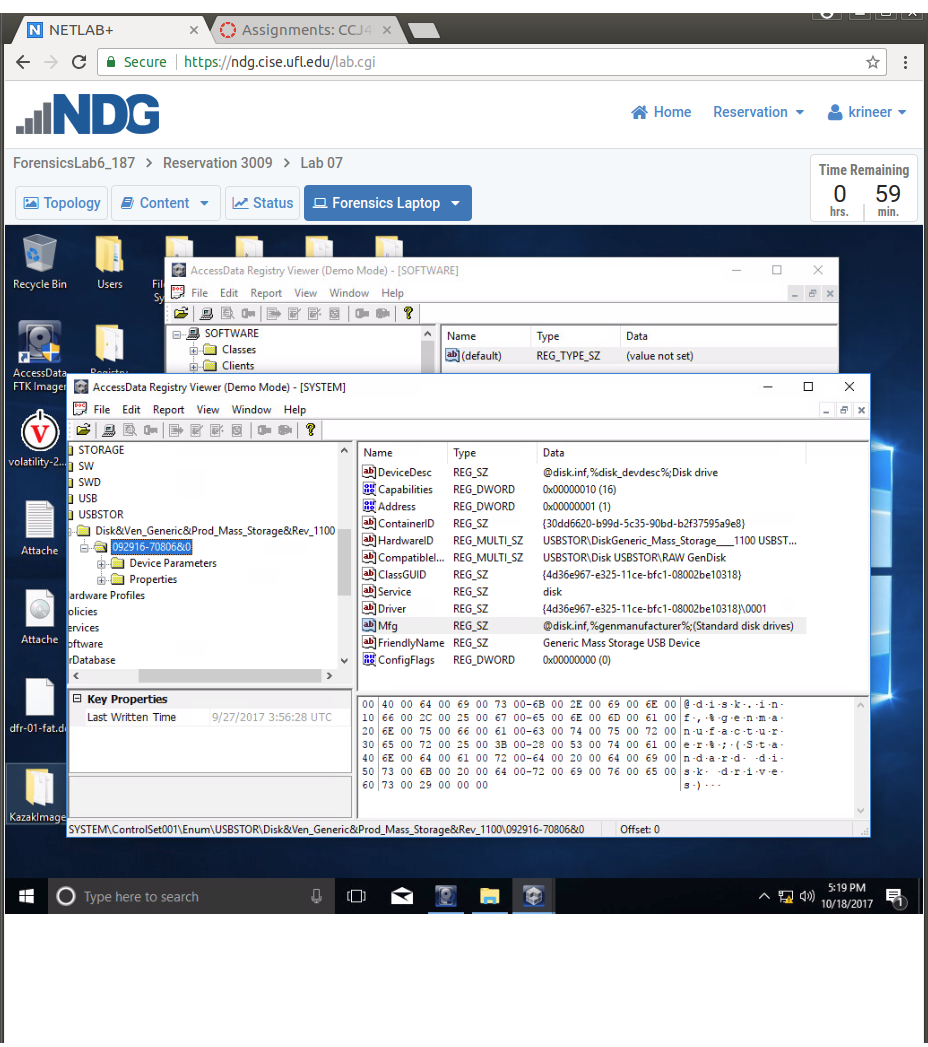 NETLAB+
Assignments: CCJ4
Secure https://ndg.cise.ufl.edu/lab.cgi
NDG
Home Reservation krineer
ForensicsLab6_187 > Reservation 3009 > Lab 07
Time Remaining
0 59
hrs. min.
Topology Content Status Forensics Laptop
Recycle Bin
Users
AccessData Registry Viewer (Demo Mode) - [SOFTWARE]
File Edit Report View Window Help
SOFTWARE
Classes
Clients
Name Type Data
(default) REG_TYPE_SZ (value not set)
AccessData
FTK Imager
Registry
volatility-2...
Attache
Attache
dfr-01-fat.d
KazakImage
AccessData Registry Viewer (Demo Mode) - [SYSTEM]
File Edit Report View Window Help
STORAGE
SW
SWD
USB
USBSTOR
Disk&Ven_Generic&Prod_Mass_Storage&Rev_1100
092916-70806&0
Device Parameters
Properties
ardware Profiles
olicies
ervices
oftware
rDatabase
Name Type Data
DeviceDesc REG_SZ @disk.inf,%disk_devdesc%;Disk drive
Capabilities REG_DWORD 0x00000010 (16)
Address REG_DWORD 0x00000001 (1)
ContainerID REG_SZ {30dd6620-b99d-5c35-90bd-b2f37595a9e8}
HardwareID REG_MULTI_SZ USBSTOR\DiskGeneric_Mass_Storage____1100 USBST...
Compatiblel... REG_MULTI_SZ USBSTOR\Disk USBSTOR\RAW GenDisk
ClassGUID REG_SZ {4d36e967-e325-11ce-bfc1-08002be10318}
Service REG_SZ disk
Driver REG_SZ {4d36e967-e325-11ce-bfc1-08002be10318}\0001
Mfg REG_SZ @disk.inf,%genmanufacturer%;(Standard disk drives)
FriendlyName REG_SZ Generic Mass Storage USB Device
ConfigFlags REG_DWORD 0x00000000 (0)
Key Properties
Last Written Time 9/27/2017 3:56:28 UTC
00 40 00 64 00 69 00 73 00-6B 00 2E 00 69 00 6E 00 @·d·i·s·k·.·i·n·
10 66 00 2C 00 25 00 67 00-65 00 6E 00 6D 00 61 00 f·,·%·g·e·n·m·a·
20 6E 00 75 00 66 00 61 00-63 00 74 00 75 00 72 00 n·u·f·a·c·t·u·r·
30 65 00 72 00 25 00 3B 00-28 00 53 00 74 00 61 00 e·r·%·;·(·S·t·a·
40 6E 00 64 00 61 00 72 00-64 00 20 00 64 00 69 00 n·d·a·r·d· ·d·i·
50 73 00 6B 00 20 00 64 00-72 00 69 00 76 00 65 00 s·k· ·d·r·i·v·e·
60 73 00 29 00 00 00 s·)···
SYSTEM\ControlSet001\Enum\USBSTOR\Disk&Ven_Generic&Prod_Mass_Storage&Rev_1100\092916-70806&0 Offset: 0
Type here to search
5:19 PM
10/18/2017
1